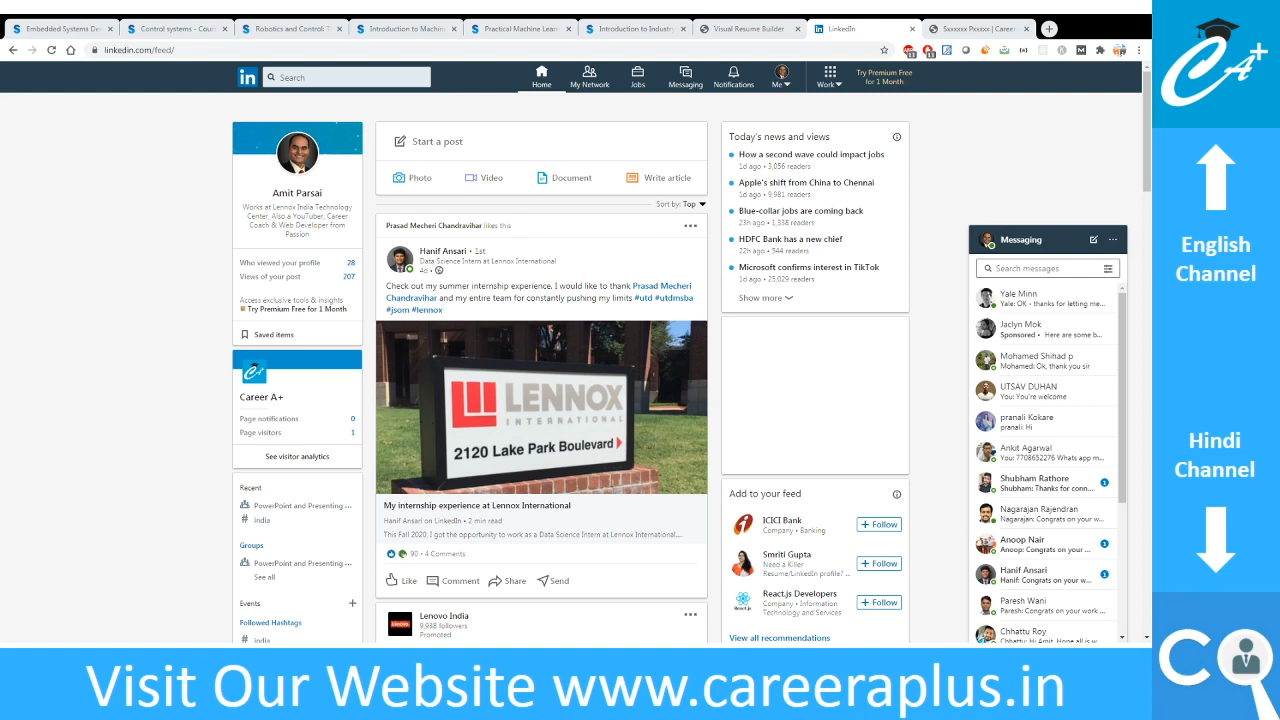 Embedded Systems De
Control systems - Cour
Robotics and Control: T
Introduction to Machin
Practical Machine Learn
Introduction to Industry
Visual Resume Builder
LinkedIn
Sxxxxxx Pxxxxx | Career
linkedin.com/feed/
Search
Home
My Network
Jobs
Messaging
Notifications
Me
Work
Try Premium Free
for 1 Month
Amit Parsai
Works at Lennox India Technology
Center, Also a YouTuber, Career
Coach & Web Developer from
Passion
Who viewed your profile 28
Views of your post 207
Access exclusive tools & insights
Try Premium Free for 1 Month
Saved items
Career A+
Page notifications 0
Page visitors 1
See visitor analytics
Recent
PowerPoint and Presenting ...
# india
Groups
PowerPoint and Presenting ...
See all
Events +
Followed Hashtags
# india
Start a post
Photo
Video
Document
Write article
Sort by: Top
Prasad Mecheri Chandravihar likes this
Hanif Ansari • 1st
Data Science Intern at Lennox International
4d •
Checkout my summer internship experience. I would like to thank Prasad Mecheri
Chandravihar and my entire team for constantly pushing my limits #utd #utdmsba
#jsom #lennox
LENNOX
INTERNATIONAL
2120 Lake Park Boulevard
My internship experience at Lennox International
Hanif Ansari on LinkedIn • 2 min read
This Fall 2020, I got the opportunity to work as a Data Science Intern at Lennox International....
90 • 4 Comments
Like
Comment
Share
Send
Lenovo India
9,938 followers
Promoted
Today's news and views
How a second wave could impact jobs
1d ago • 3,056 readers
Apple's shift from China to Chennai
1d ago • 9,981 readers
Blue-collar jobs are coming back
23h ago • 1,338 readers
HDFC Bank has a new chief
22h ago • 544 readers
Microsoft confirms interest in TikTok
1d ago • 25,029 readers
Show more
Add to your feed
ICICI Bank
Company • Banking
+ Follow
Smriti Gupta
Need a Killer
Resume/LinkedIn profile? ...
+ Follow
React.js Developers
Company • Information
Technology and Services
+ Follow
View all recommendations
Messaging
Search messages
Yale Minn
Yale: OK - thanks for letting me...
Jaclyn Mok
Sponsored • Here are some b...
Mohamed Shihad p
Mohamed: Ok, thank you sir
UTSAV DUHAN
You: You're welcome
pranali Kokare
pranali: Hi
Ankit Agarwal
You: 7708652276 Whats app m...
Shubham Rathore
Shubham: Thanks for conn...
1
Nagarajan Rajendran
Nagarajan: Congrats on your w...
Anoop Nair
Anoop: Congrats on your ...
1
Hanif Ansari
Hanif: Congrats on your w...
1
Paresh Wani
Paresh: Congrats on your work ...
Chhattu Roy
Chhattu: Hi Amit, Hope all is w
CA+
English
Channel
Hindi
Channel
Visit Our Website www.careeraplus.in